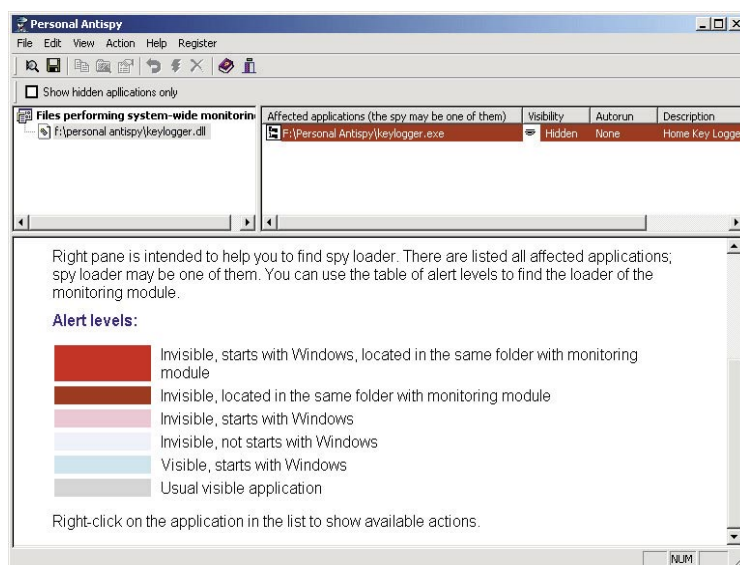 Personal Antispy
File Edit View Action Help Register
Show hidden apllications only
Files performing system-wide monitorin
f:\personal antispy\keylogger.dll
Affected applications (the spy may be one of them) Visibility Autorun Description
F:\Personal Antispy\keylogger.exe Hidden None Home Key Logge
Right pane is intended to help you to find spy loader. There are listed all affected applications;
spy loader may be one of them. You can use the table of alert levels to find the loader of the
monitoring module.
Alert levels:
Invisible, starts with Windows, located in the same folder with monitoring
module
Invisible, located in the same folder with monitoring module
Invisible, starts with Windows
Invisible, not starts with Windows
Visible, starts with Windows
Usual visible application
Right-click on the application in the list to show available actions.
NUM